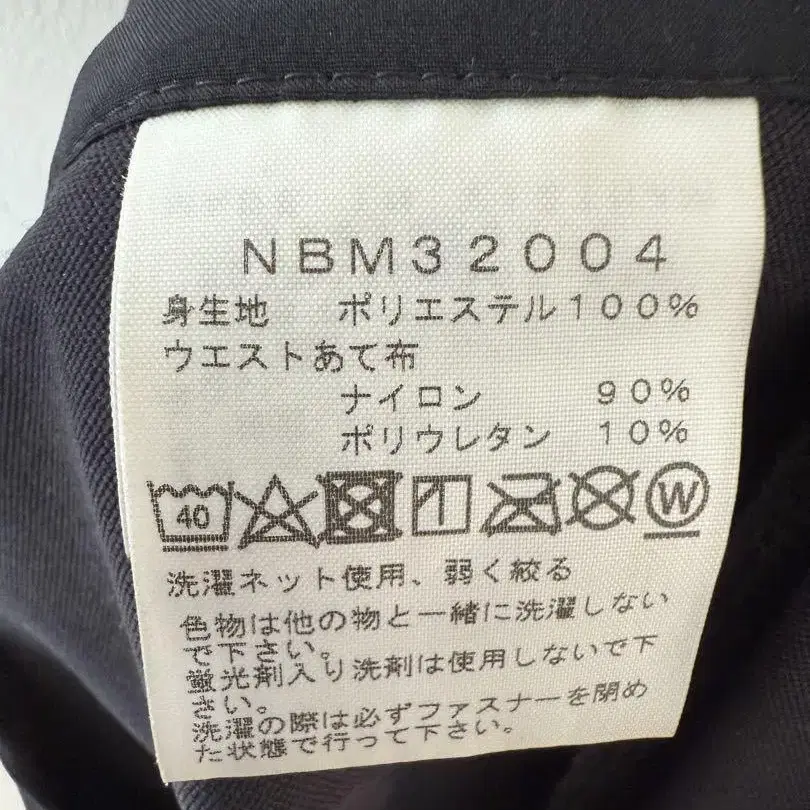 NBM32004
身生地 ポリエステル100%
ウエストあて布
ナイロン 90%
ポリウレタン 10%
40 W
洗濯ネット使用、弱く絞る
色物は他の物と一緒に洗濯しない
で下さい。
蛍光剤入り洗剤は使用しないで下
さい。
洗濯の際は必ずファスナーを閉め
た状態で行って下さい。